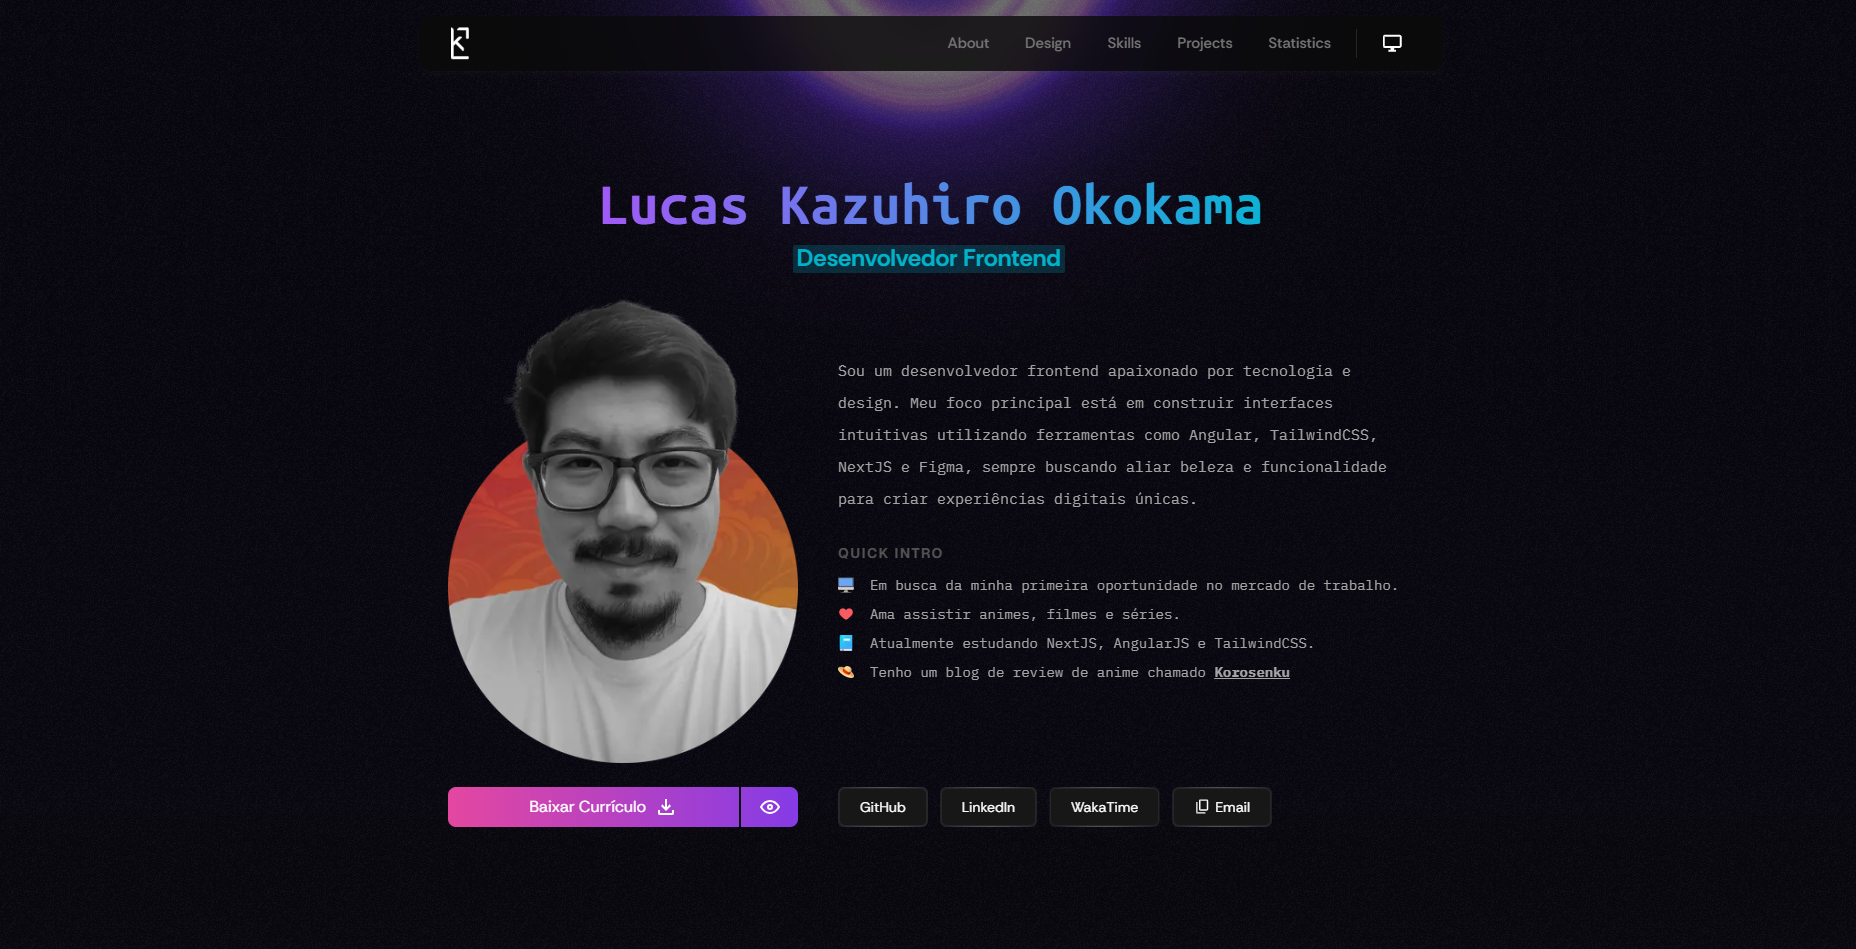 About Design Skills Projects Statistics
Lucas Kazuhiro Okokama
Desenvolvedor Frontend
Sou um desenvolvedor frontend apaixonado por tecnologia e
design. Meu foco principal está em construir interfaces
intuitivas utilizando ferramentas como Angular, TailwindCSS,
NextJS e Figma, sempre buscando aliar beleza e funcionalidade
para criar experiências digitais únicas.
QUICK INTRO
Em busca da minha primeira oportunidade no mercado de trabalho.
Ama assistir animes, filmes e séries.
Atualmente estudando NextJS, AngularJS e TailwindCSS.
Tenho um blog de review de anime chamado Korosenku
Baixar Currículo
GitHub LinkedIn WakaTime Email